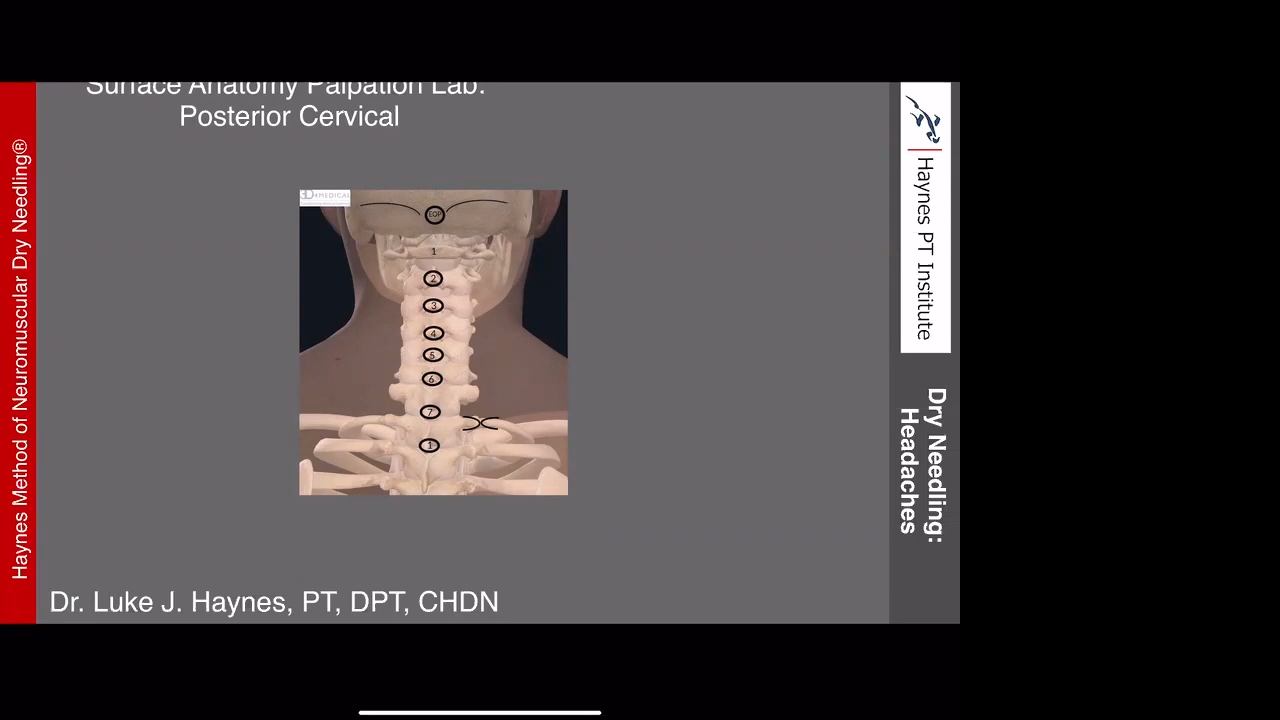 Surface Anatomy Palpation Lab:
Posterior Cervical
Haynes Method of Neuromuscular Dry Needling®
3D4MEDICAL
EOP
1
2
3
4
5
6
7
1
Haynes PT Institute
Dry Needling:
Headaches
Dr. Luke J. Haynes, PT, DPT, CHDN